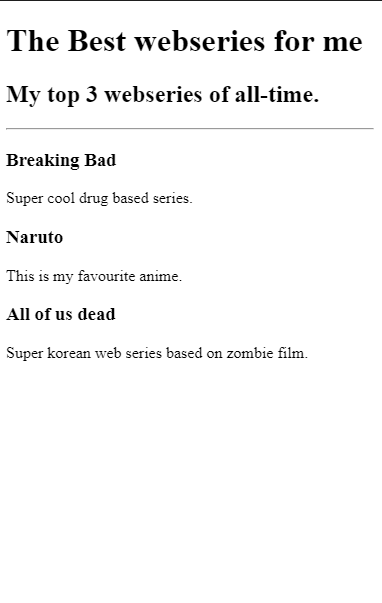 The Best webseries for me
My top 3 webseries of all-time.
Breaking Bad
Super cool drug based series.
Naruto
This is my favourite anime.
All of us dead
Super korean web series based on zombie film.